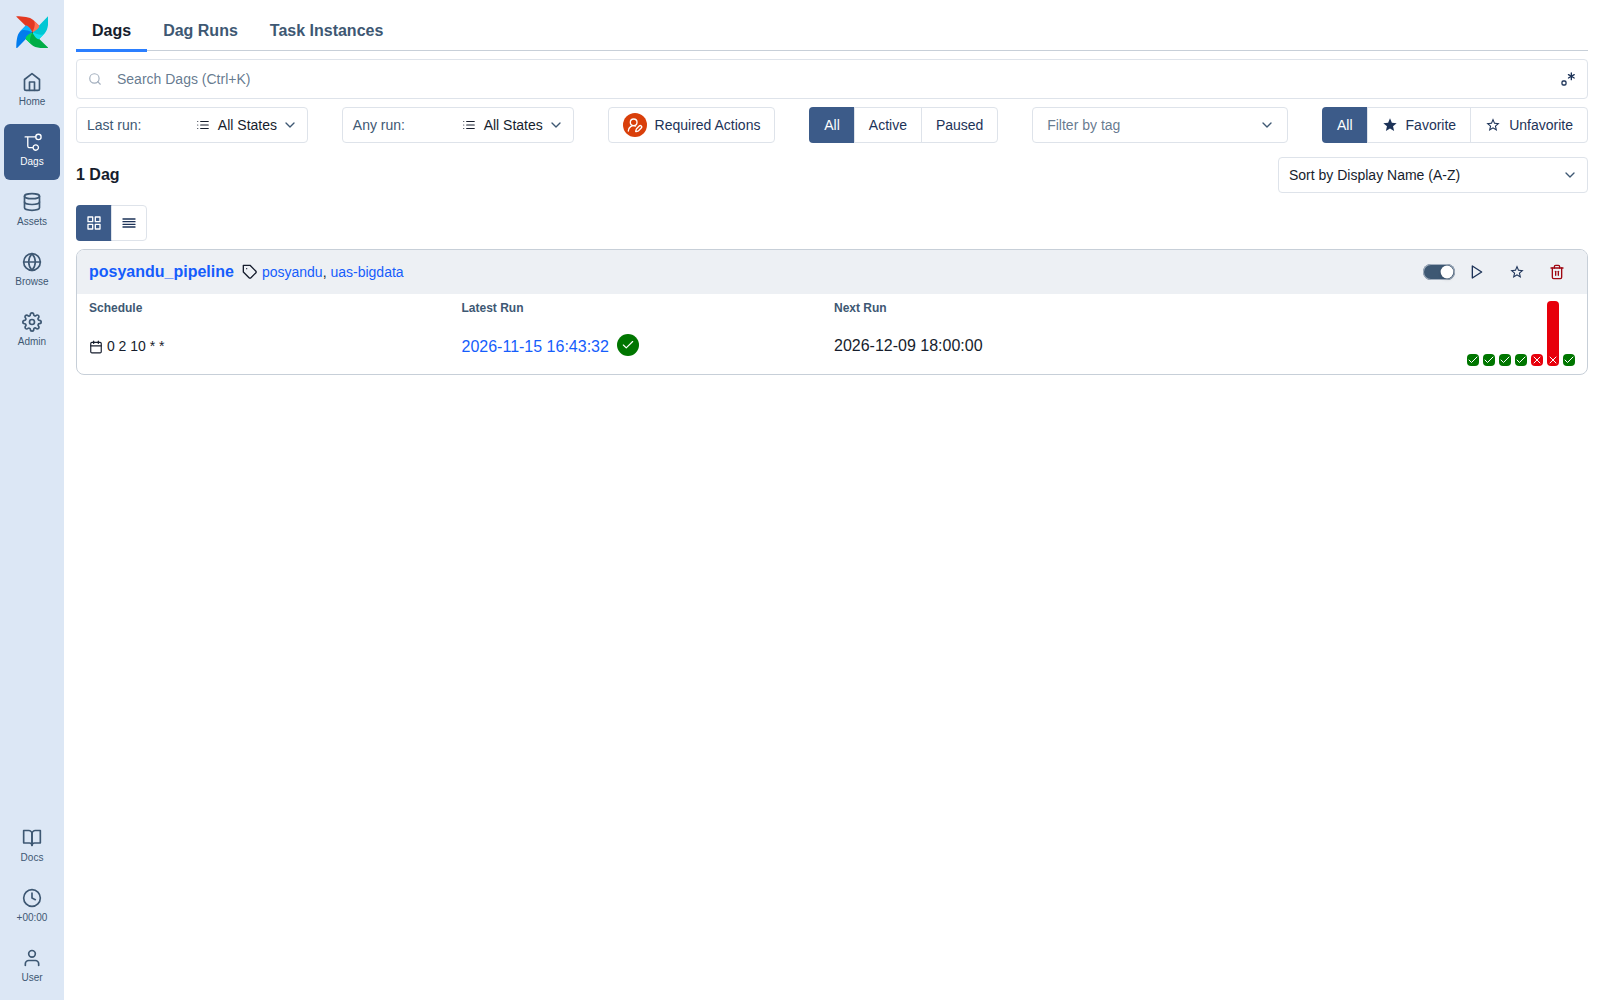 Dags Dag Runs Task Instances
Home
Search Dags (Ctrl+K)
Last run: All States Any run: All States Required Actions All Active Paused Filter by tag All Favorite Unfavorite
Dags
1 Dag Sort by Display Name (A-Z)
Assets
posyandu_pipeline posyandu, uas-bigdata
Browse
Schedule Latest Run Next Run
0 2 10 * * 2026-11-15 16:43:32 2026-12-09 18:00:00
Admin
Docs
+00:00
User